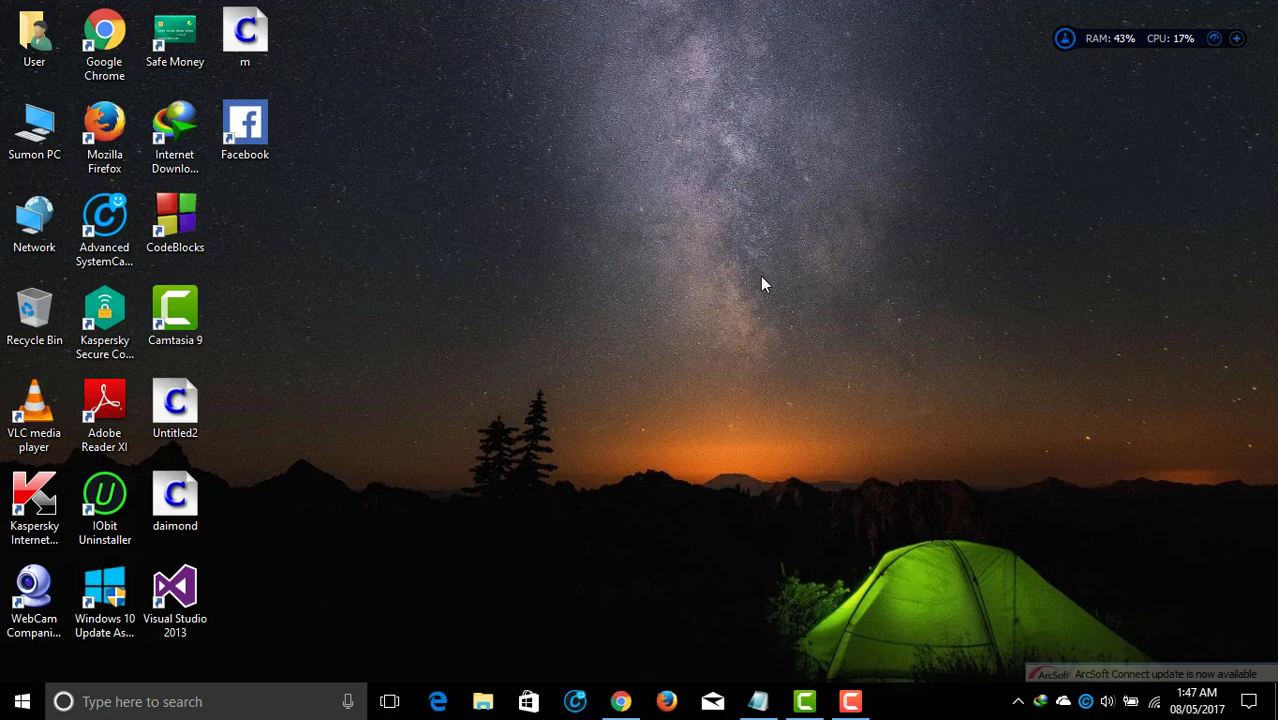 User
Google
Chrome
Safe Money
m
Sumon PC
Mozilla
Firefox
Internet
Downlo...
Facebook
Network
Advanced
SystemCa...
CodeBlocks
Recycle Bin
Kaspersky
Secure Co...
Camtasia 9
VLC media
player
Adobe
Reader XI
Untitled2
Kaspersky
Internet...
IObit
Uninstaller
daimond
WebCam
Compani...
Windows 10
Update As...
Visual Studio
2013
RAM: 43% CPU: 17%
ArcSoft ArcSoft Connect update is now available
Type here to search
1:47 AM
08/05/2017